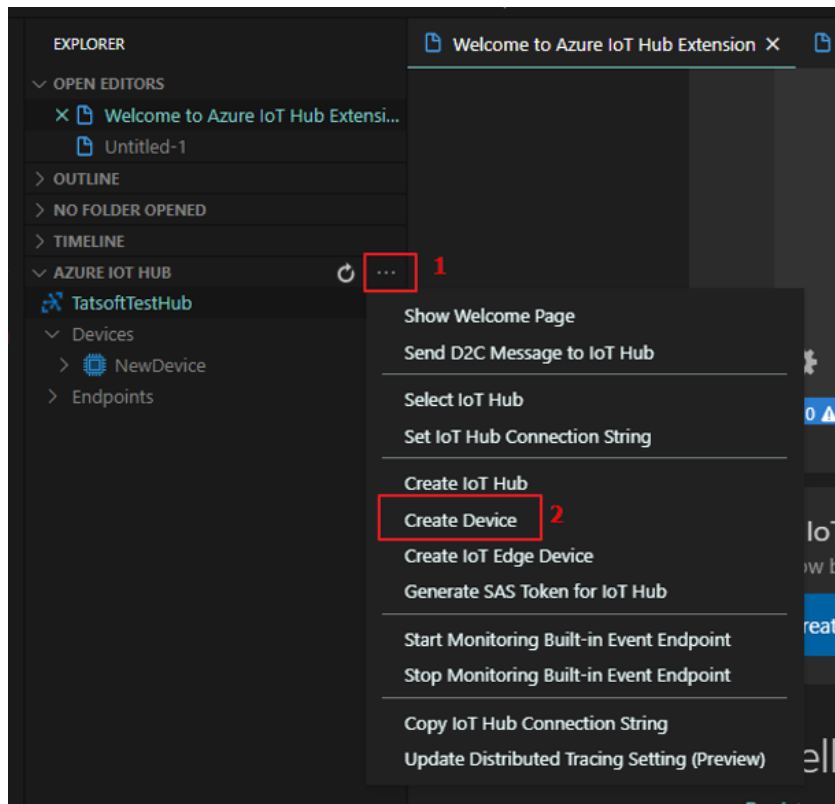 EXPLORER
Welcome to Azure IoT Hub Extension
OPEN EDITORS
Welcome to Azure IoT Hub Extensi...
Untitled-1
OUTLINE
NO FOLDER OPENED
TIMELINE
AZURE IOT HUB
... 1
TatsoftTestHub
Devices
NewDevice
Endpoints
Show Welcome Page
Send D2C Message to IoT Hub
Select IoT Hub
Set IoT Hub Connection String
Create IoT Hub
Create Device 2
Create IoT Edge Device
Generate SAS Token for IoT Hub
Start Monitoring Built-in Event Endpoint
Stop Monitoring Built-in Event Endpoint
Copy IoT Hub Connection String
Update Distributed Tracing Setting (Preview)
0